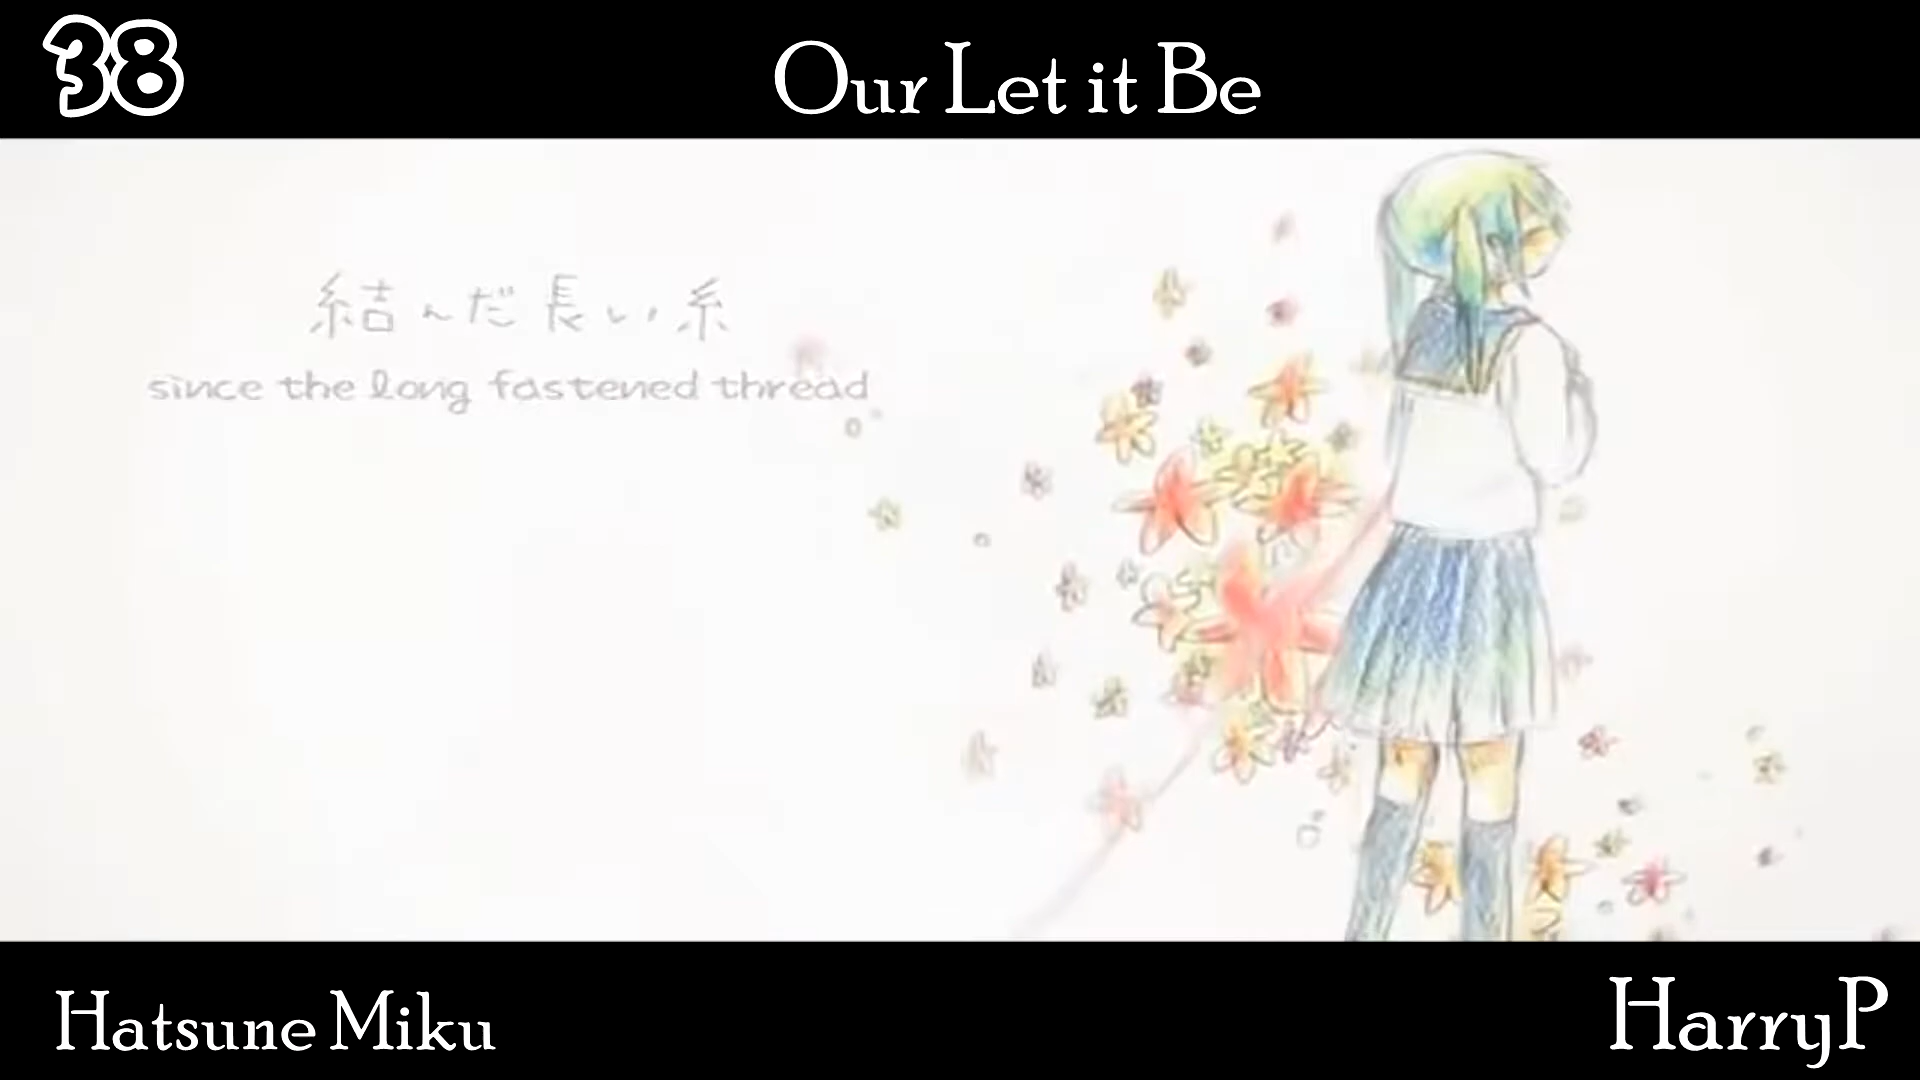 38
Our Let it Be
結んだ長い糸
since the long fastened thread
Hatsune Miku
HarryP